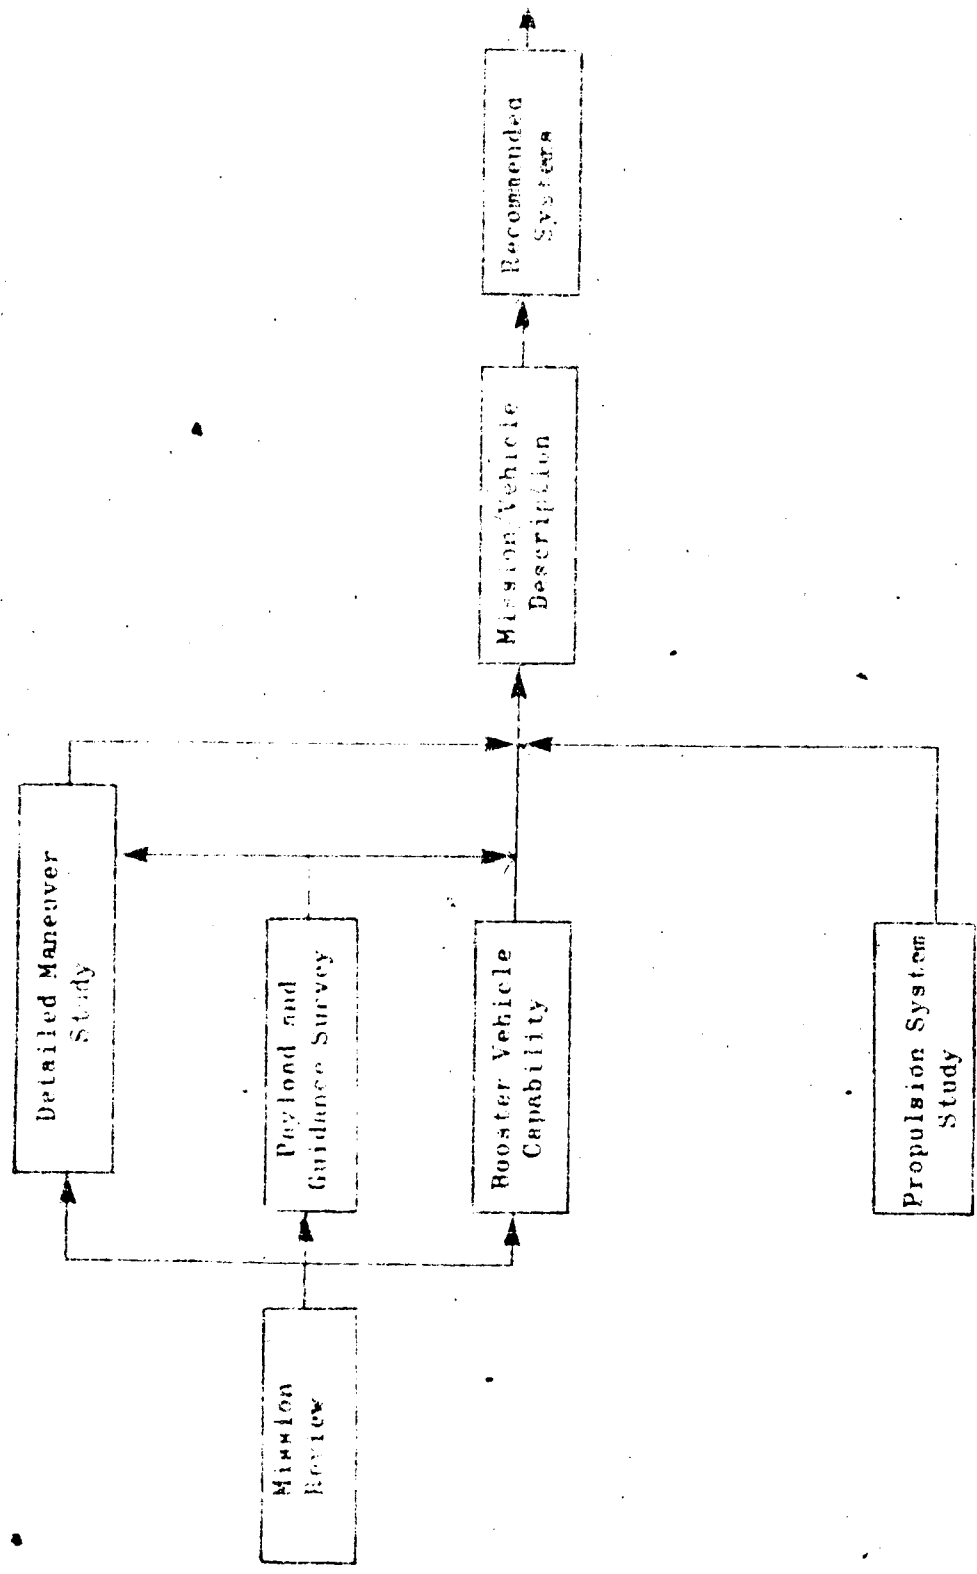 Mission
Review
Detailed Maneuver
Study
Payload and
Guidance Survey
Booster Vehicle
Capability
Propulsion System
Study
Mission/Vehicle
Description
Recommended
Systems